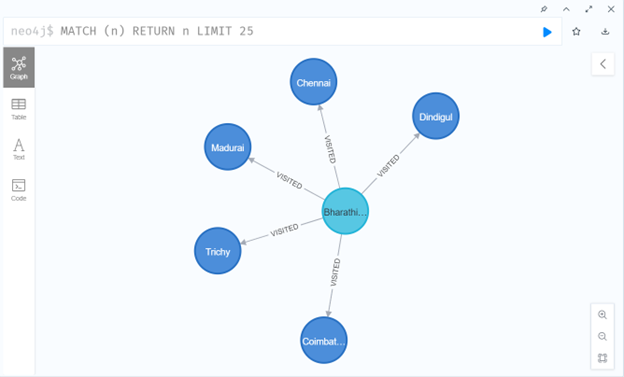 neo4j$ MATCH (n) RETURN n LIMIT 25
Graph
Table
Text
Code
Chennai
Dindigul
Madurai
VISITED
VISITED
VISITED
Bharathi...
VISITED
Trichy
VISITED
Coimbat...